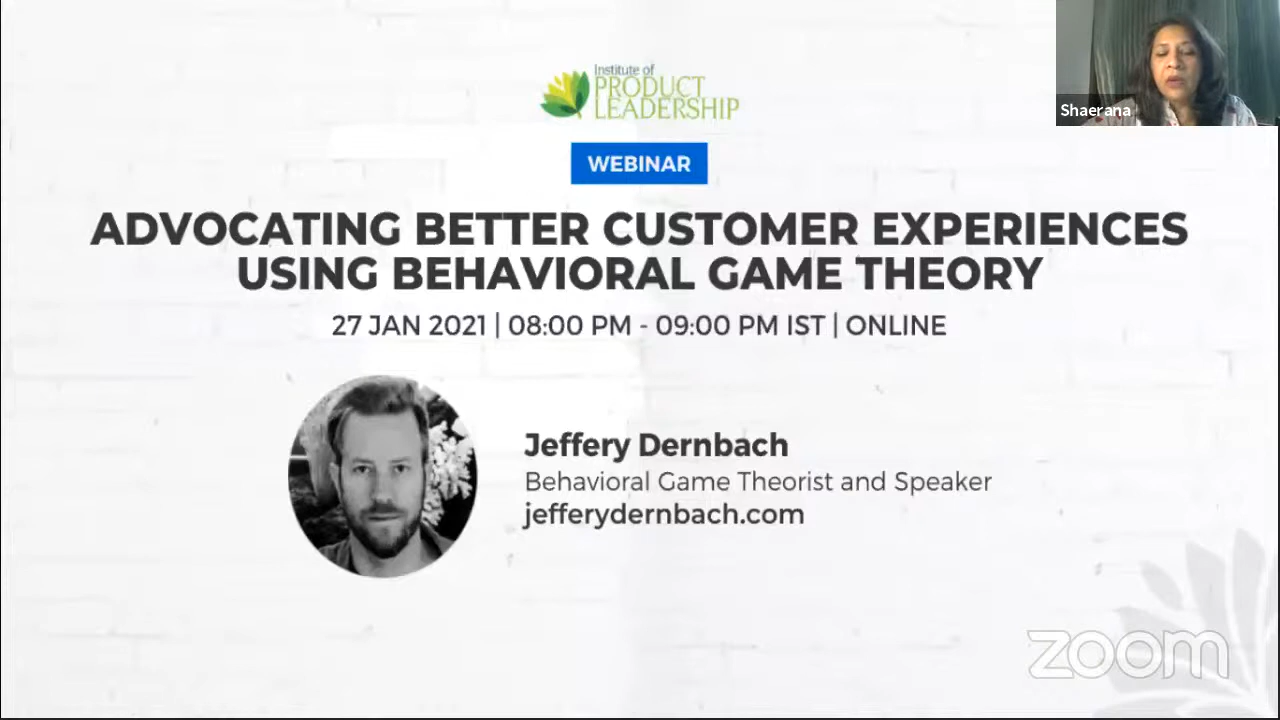 Institute of
PRODUCT
LEADERSHIP
Shaerana
WEBINAR
ADVOCATING BETTER CUSTOMER EXPERIENCES
USING BEHAVIORAL GAME THEORY
27 JAN 2021 | 08:00 PM - 09:00 PM IST | ONLINE
Jeffery Dernbach
Behavioral Game Theorist and Speaker
jefferydernbach.com
zoom